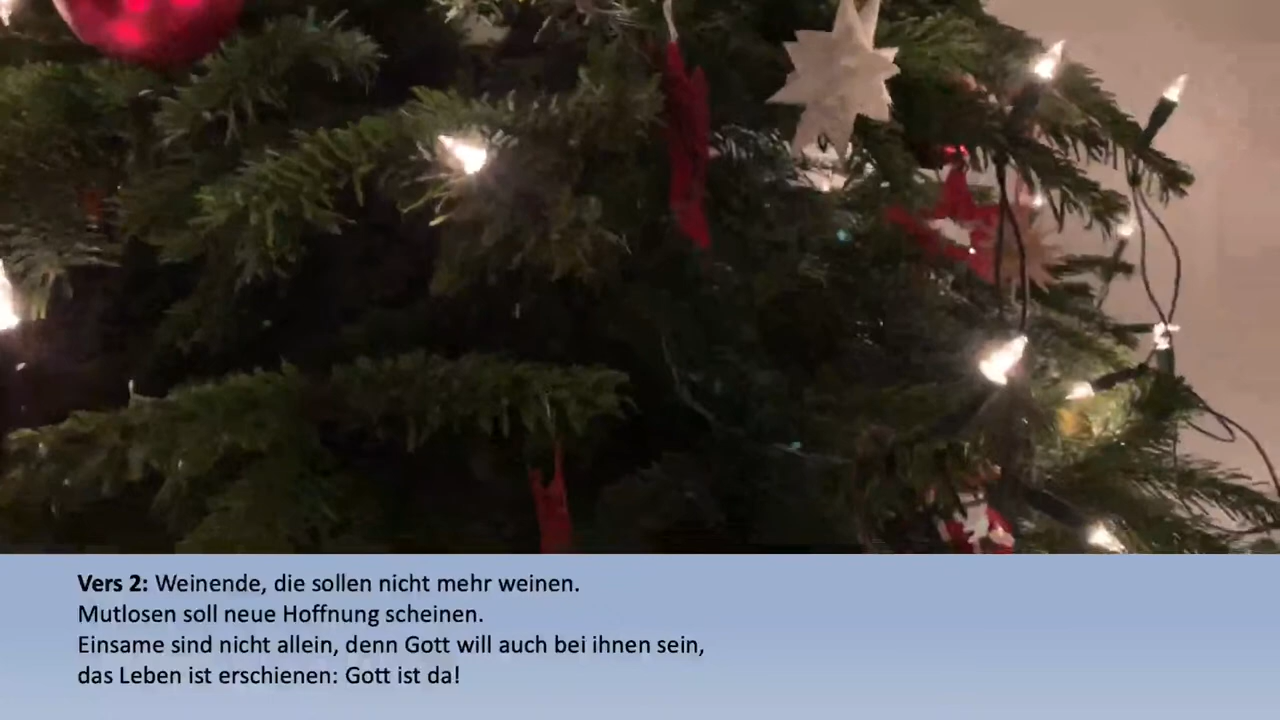 Vers 2: Weinende, die sollen nicht mehr weinen.
Mutlosen soll neue Hoffnung scheinen.
Einsame sind nicht allein, denn Gott will auch bei ihnen sein,
das Leben ist erschienen: Gott ist da!